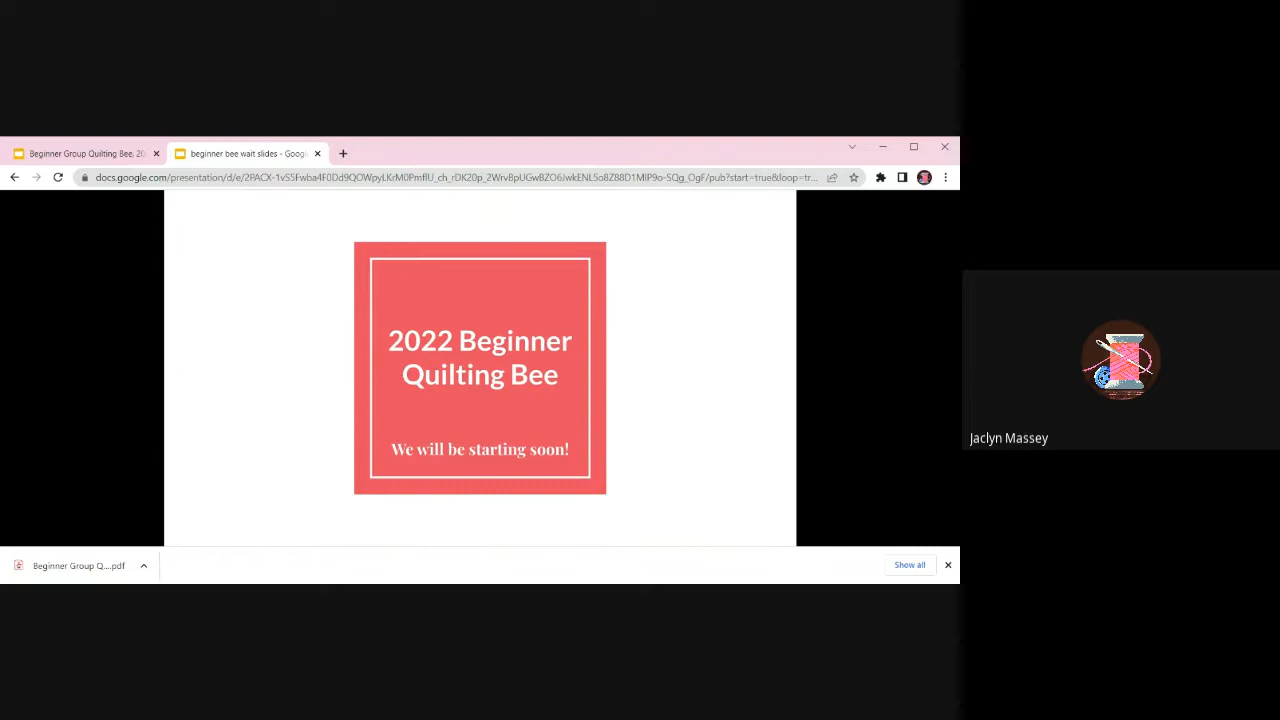 Beginner Group Quilting Bee, 20
beginner bee wait slides - Googl
2022 Beginner
Quilting Bee
We will be starting soon!
Jaclyn Massey
Beginner Group Q....pdf
Show all